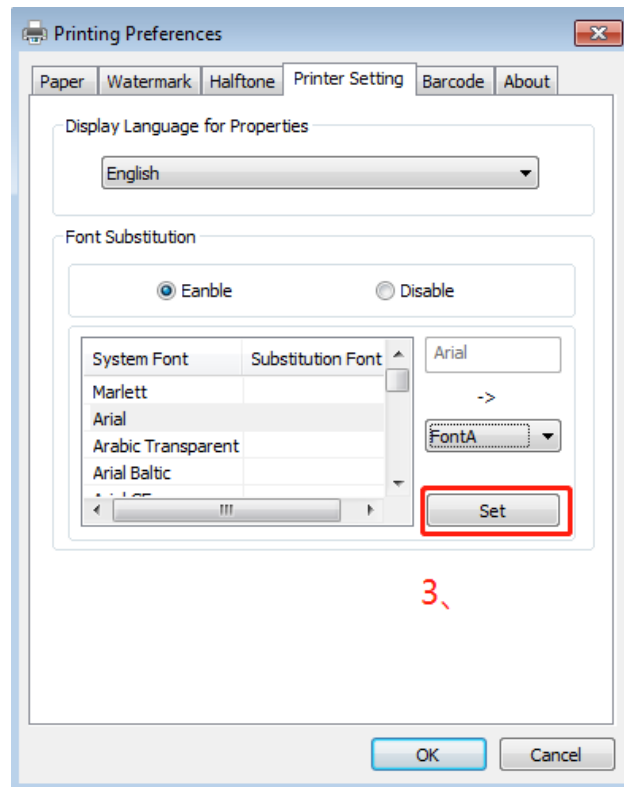 Printing Preferences
Paper Watermark Halftone Printer Setting Barcode About
Display Language for Properties
English
Font Substitution
Eanble Disable
System Font Substitution Font
Marlett
Arial
Arabic Transparent
Arial Baltic
Arial
->
FontA
Set
3、
OK Cancel